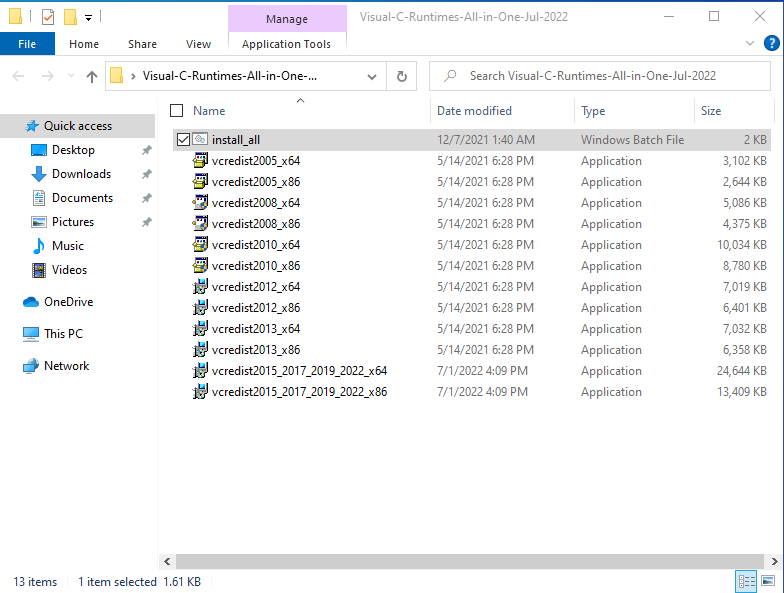 Manage
Visual-C-Runtimes-All-in-One-Jul-2022
File
Home
Share
View
Application Tools
?
Visual-C-Runtimes-All-in-One-...
Search Visual-C-Runtimes-All-in-One-Jul-2022
Name Date modified Type Size
Quick access
Desktop
Downloads
Documents
Pictures
Music
Videos
OneDrive
This PC
Network
install_all 12/7/2021 1:40 AM Windows Batch File 2 KB
vcredist2005_x64 5/14/2021 6:28 PM Application 3,102 KB
vcredist2005_x86 5/14/2021 6:28 PM Application 2,644 KB
vcredist2008_x64 5/14/2021 6:28 PM Application 5,086 KB
vcredist2008_x86 5/14/2021 6:28 PM Application 4,375 KB
vcredist2010_x64 5/14/2021 6:28 PM Application 10,034 KB
vcredist2010_x86 5/14/2021 6:28 PM Application 8,780 KB
vcredist2012_x64 5/14/2021 6:28 PM Application 7,019 KB
vcredist2012_x86 5/14/2021 6:28 PM Application 6,401 KB
vcredist2013_x64 5/14/2021 6:28 PM Application 7,032 KB
vcredist2013_x86 5/14/2021 6:28 PM Application 6,358 KB
vcredist2015_2017_2019_2022_x64 7/1/2022 4:09 PM Application 24,644 KB
vcredist2015_2017_2019_2022_x86 7/1/2022 4:09 PM Application 13,409 KB
13 items 1 item selected 1.61 KB